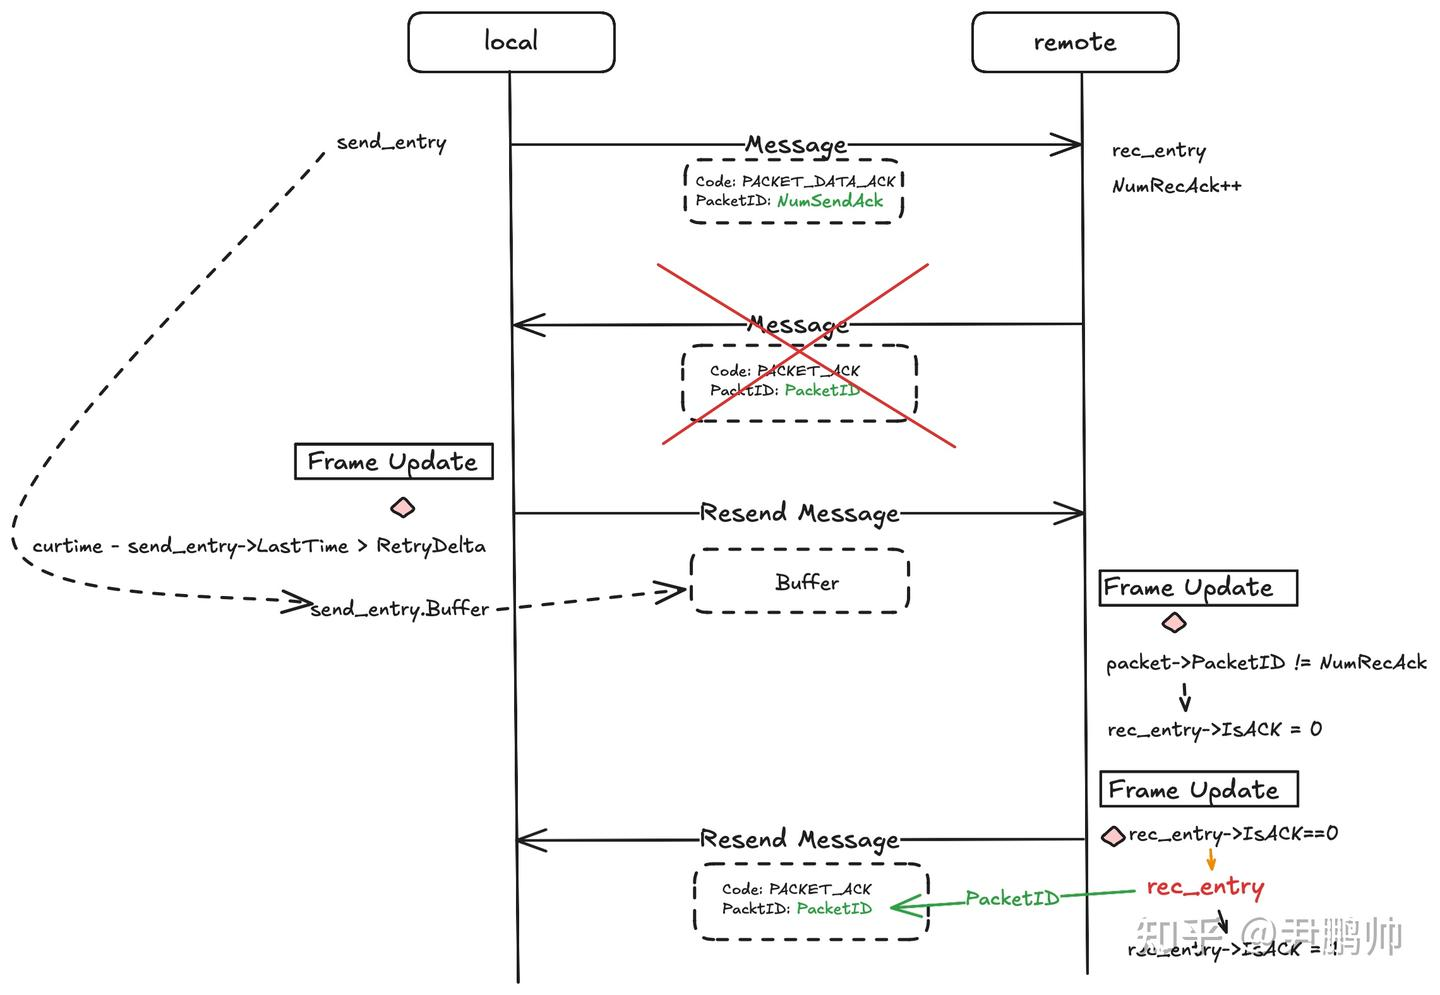 local
remote
send_entry
Message
Code: PACKET_DATA_ACK
PacketID: NumSendAck
rec_entry
NumRecAck++
Message
Code: PACKET_ACK
PacktID: PacketID
Frame Update
curtime - send_entry->LastTime > RetryDelta
send_entry.Buffer
Resend Message
Buffer
Frame Update
packet->PacketID != NumRecAck
rec_entry->IsACK = 0
Frame Update
rec_entry->IsACK==0
Resend Message
Code: PACKET_ACK
PacktID: PacketID
PacketID
rec_entry
rec_entry->IsACK = 1
知乎 @尹鹏帅